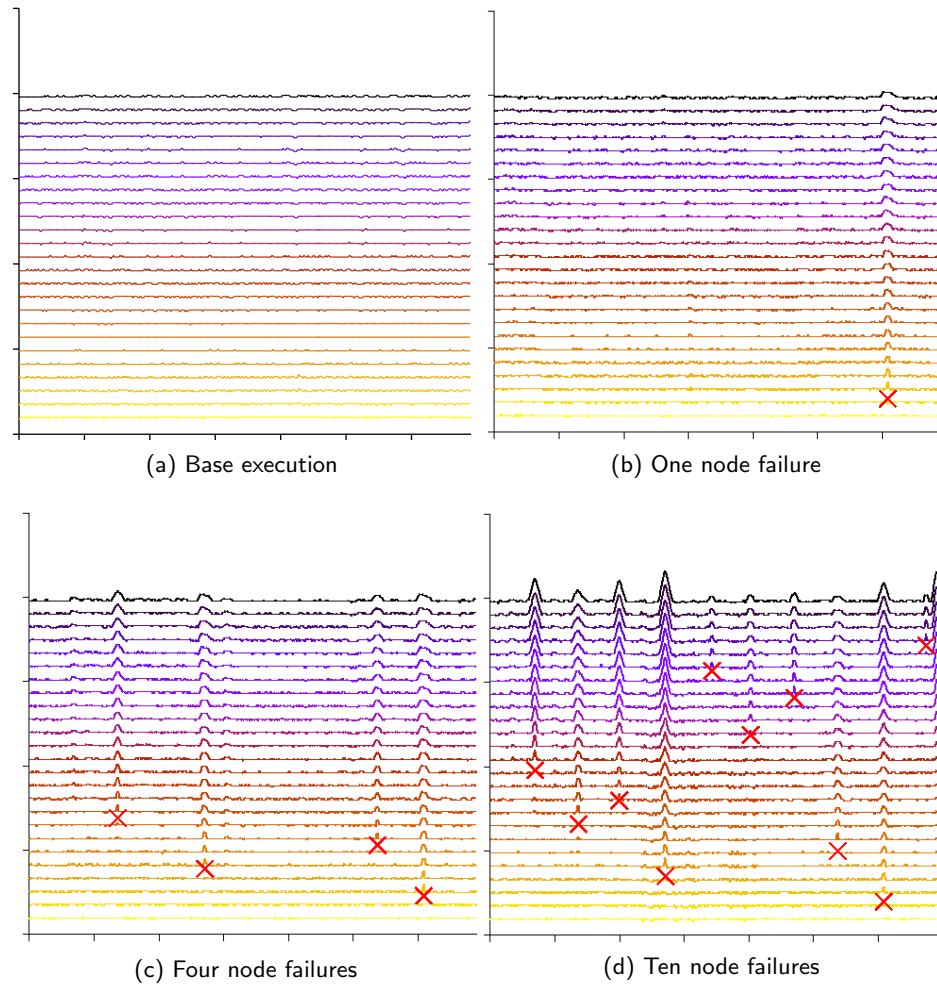 (a) Base execution
(b) One node failure
(c) Four node failures
(d) Ten node failures